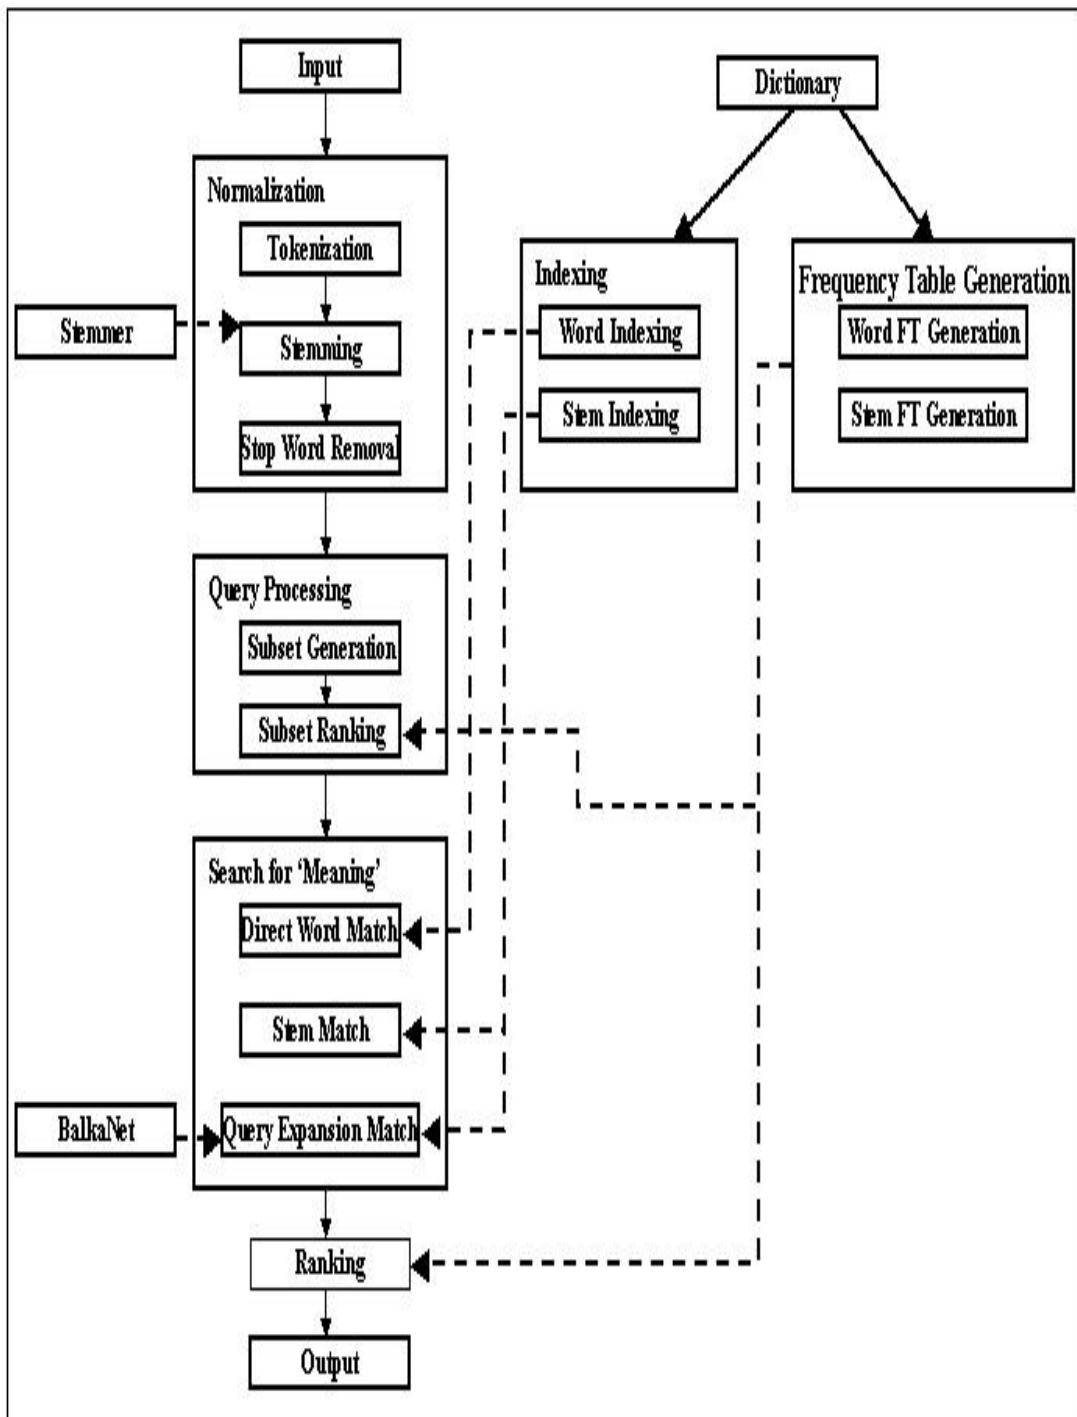 Input
Dictionary
Normalization
Tokenization
Stemmer
Stemming
Stop Word Removal
Indexing
Word Indexing
Stem Indexing
Frequency Table Generation
Word FT Generation
Stem FT Generation
Query Processing
Subset Generation
Subset Ranking
Search for ‘Meaning’
Direct Word Match
Stem Match
BalkaNet
Query Expansion Match
Ranking
Output